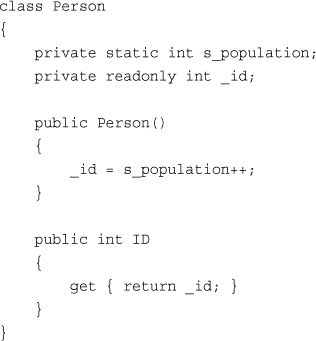 class Person
{
    private static int s_population;
    private readonly int _id;

    public Person()
    {
        _id = s_population++;
    }

    public int ID
    {
        get { return _id; }
    }
}